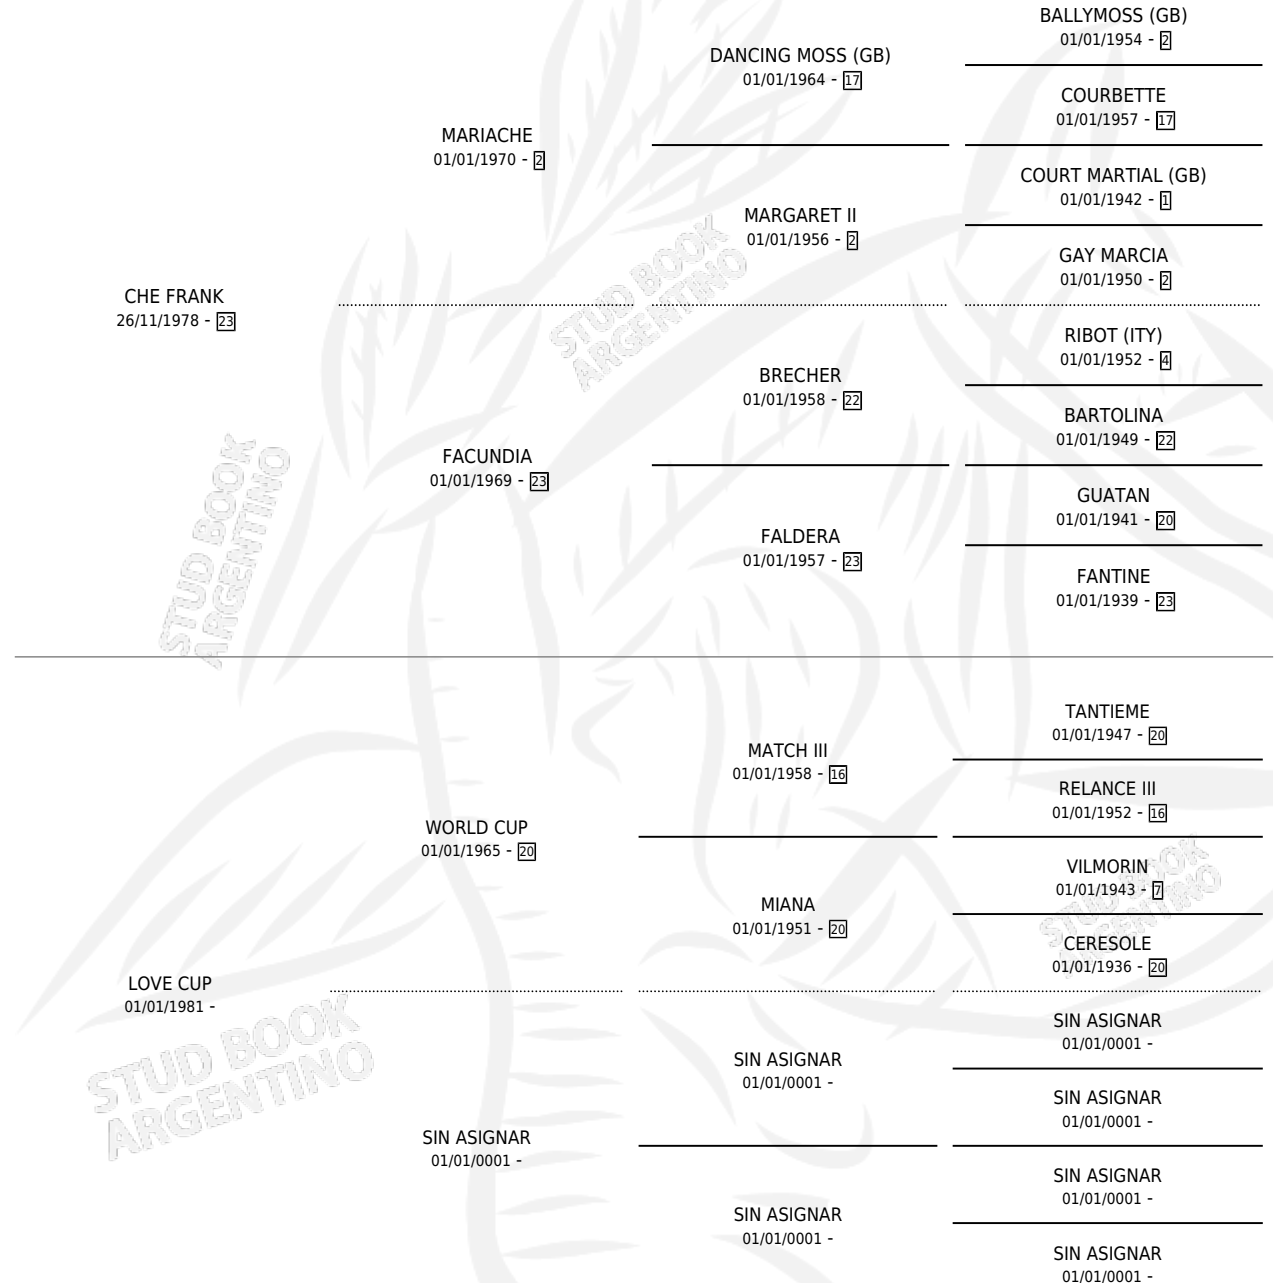 BALLYMOSS (GB)
01/01/1954 - 2
DANCING MOSS (GB)
01/01/1964 - 17
COURBETTE
01/01/1957 - 17
MARIACHE
01/01/1970 - 2
COURT MARTIAL (GB)
01/01/1942 - 1
MARGARET II
01/01/1956 - 2
GAY MARCIA
01/01/1950 - 2
CHE FRANK
26/11/1978 - 23
STUD BOOK
ARGENTINO
RIBOT (ITY)
01/01/1952 - 4
BRECHER
01/01/1958 - 22
BARTOLINA
01/01/1949 - 22
FACUNDIA
01/01/1969 - 23
STUD BOOK
ARGENTINO
GUATAN
01/01/1941 - 20
FALDERA
01/01/1957 - 23
FANTINE
01/01/1939 - 23
TANTIEME
01/01/1947 - 20
MATCH III
01/01/1958 - 16
RELANCE III
01/01/1952 - 16
WORLD CUP
01/01/1965 - 20
VILMORIN
01/01/1943 - 7
STUD BOOK
ARGENTINO
MIANA
01/01/1951 - 20
CERESOLE
01/01/1936 - 20
LOVE CUP
01/01/1981 -
STUD BOOK
ARGENTINO
SIN ASIGNAR
01/01/0001 -
SIN ASIGNAR
01/01/0001 -
SIN ASIGNAR
01/01/0001 -
SIN ASIGNAR
01/01/0001 -
SIN ASIGNAR
01/01/0001 -
SIN ASIGNAR
01/01/0001 -
SIN ASIGNAR
01/01/0001 -